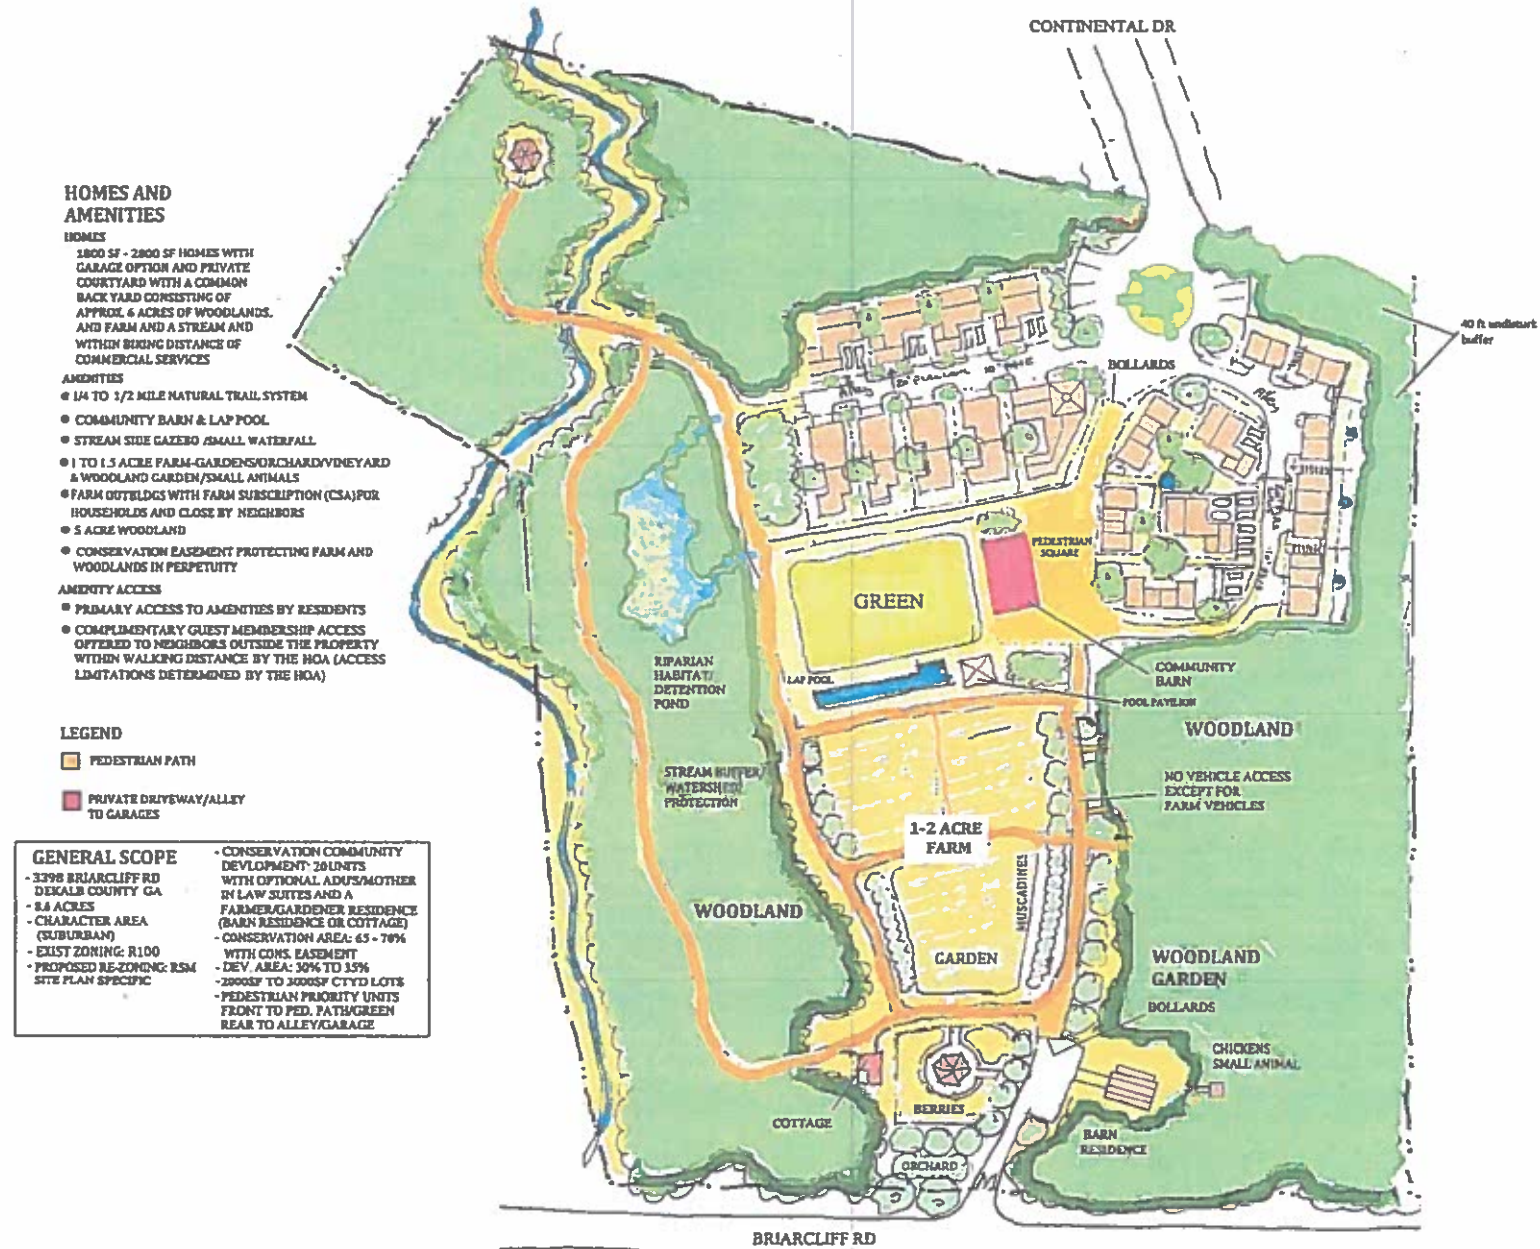 CONTINENTAL DR
HOMES AND
AMENITIES
HOMES
1800 SF - 2800 SF HOMES WITH
GARAGE OPTION AND PRIVATE
COURTYARD WITH A COMMON
BACK YARD CONSISTING OF
APPROX. 6 ACRES OF WOODLANDS.
AND FARM AND A STREAM AND
WITHIN BIKING DISTANCE OF
COMMERCIAL SERVICES
AMENITIES
1/4 TO 1/2 MILE NATURAL TRAIL SYSTEM
COMMUNITY BARN & LAP POOL
STREAM SIDE GAZEBO /SMALL WATERFALL
1 TO 1.5 ACRE FARM-GARDENS/ORCHARD/VINEYARD
& WOODLAND GARDEN/SMALL ANIMALS
FARM OUTBLDGS WITH FARM SUBSCRIPTION (CSA)FOR
HOUSEHOLDS AND CLOSE BY NEIGHBORS
5 ACRE WOODLAND
CONSERVATION EASEMENT PROTECTING FARM AND
WOODLANDS IN PERPETUITY
AMENITY ACCESS
PRIMARY ACCESS TO AMENITIES BY RESIDENTS
COMPLIMENTARY GUEST MEMBERSHIP ACCESS
OFFERED TO NEIGHBORS OUTSIDE THE PROPERTY
WITHIN WALKING DISTANCE BY THE HOA (ACCESS
LIMITATIONS DETERMINED BY THE HOA)
LEGEND
PEDESTRIAN PATH
PRIVATE DRIVEWAY/ALLEY
TO GARAGES
GENERAL SCOPE
- 3398 BRIARCLIFF RD
DEKALB COUNTY GA
- 8.6 ACRES
- CHARACTER AREA
(SUBURBAN)
- EXIST ZONING: R100
- PROPOSED RE-ZONING: RSM
SITE PLAN SPECIFIC
- CONSERVATION COMMUNITY
DEVLOPMENT: 20 UNITS
WITH OPTIONAL ADUS/MOTHER
IN LAW SUITES AND A
FARMER/GARDENER RESIDENCE
(BARN RESIDENCE OR COTTAGE)
- CONSERVATION AREA: 65 - 70%
WITH CONS. EASEMENT
- DEV. AREA: 30% TO 35%
- 2000SF TO 3000SF CTYD LOTS
- PEDESTRIAN PRIORITY UNITS
FRONT TO PED. PATH/GREEN
REAR TO ALLEY/GARAGE
40 ft undisturt
buffer
BOLLARDS
Alley
PEDESTRIAN
SQUARE
GREEN
COMMUNITY
BARN
LAP POOL
POOL PAVILION
RIPARIAN
HABITAT/
DETENTION
POND
WOODLAND
STREAM BUFFER/
WATERSHED
PROTECTION
NO VEHICLE ACCESS
EXCEPT FOR
FARM VEHICLES
1-2 ACRE
FARM
MUSCADINES
WOODLAND
GARDEN
WOODLAND
GARDEN
BOLLARDS
CHICKENS
SMALL ANIMAL
BERRIES
COTTAGE
BARN
RESIDENCE
ORCHARD
BRIARCLIFF RD